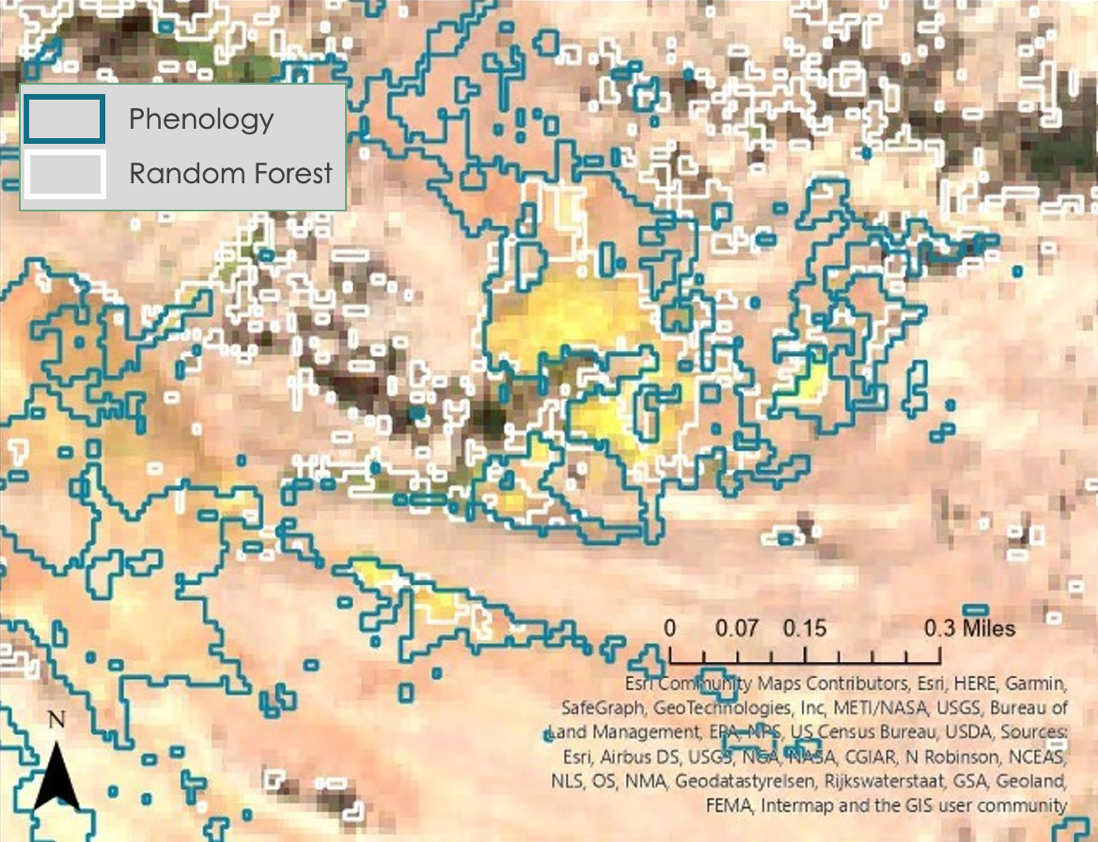 Phenology
Random Forest
0 0.07 0.15 0.3 Miles
Esri Community Maps Contributors, Esri, HERE, Garmin,
SafeGraph, GeoTechnologies, Inc, METI/NASA, USGS, Bureau of
Land Management, EPA, NPS, US Census Bureau, USDA, Sources:
Esri, Airbus DS, USGS, NGA, NASA, CGIAR, N Robinson, NCEAS,
NLS, OS, NMA, Geodatastyrelsen, Rijkswaterstaat, GSA, Geoland,
FEMA, Intermap and the GIS user community
N